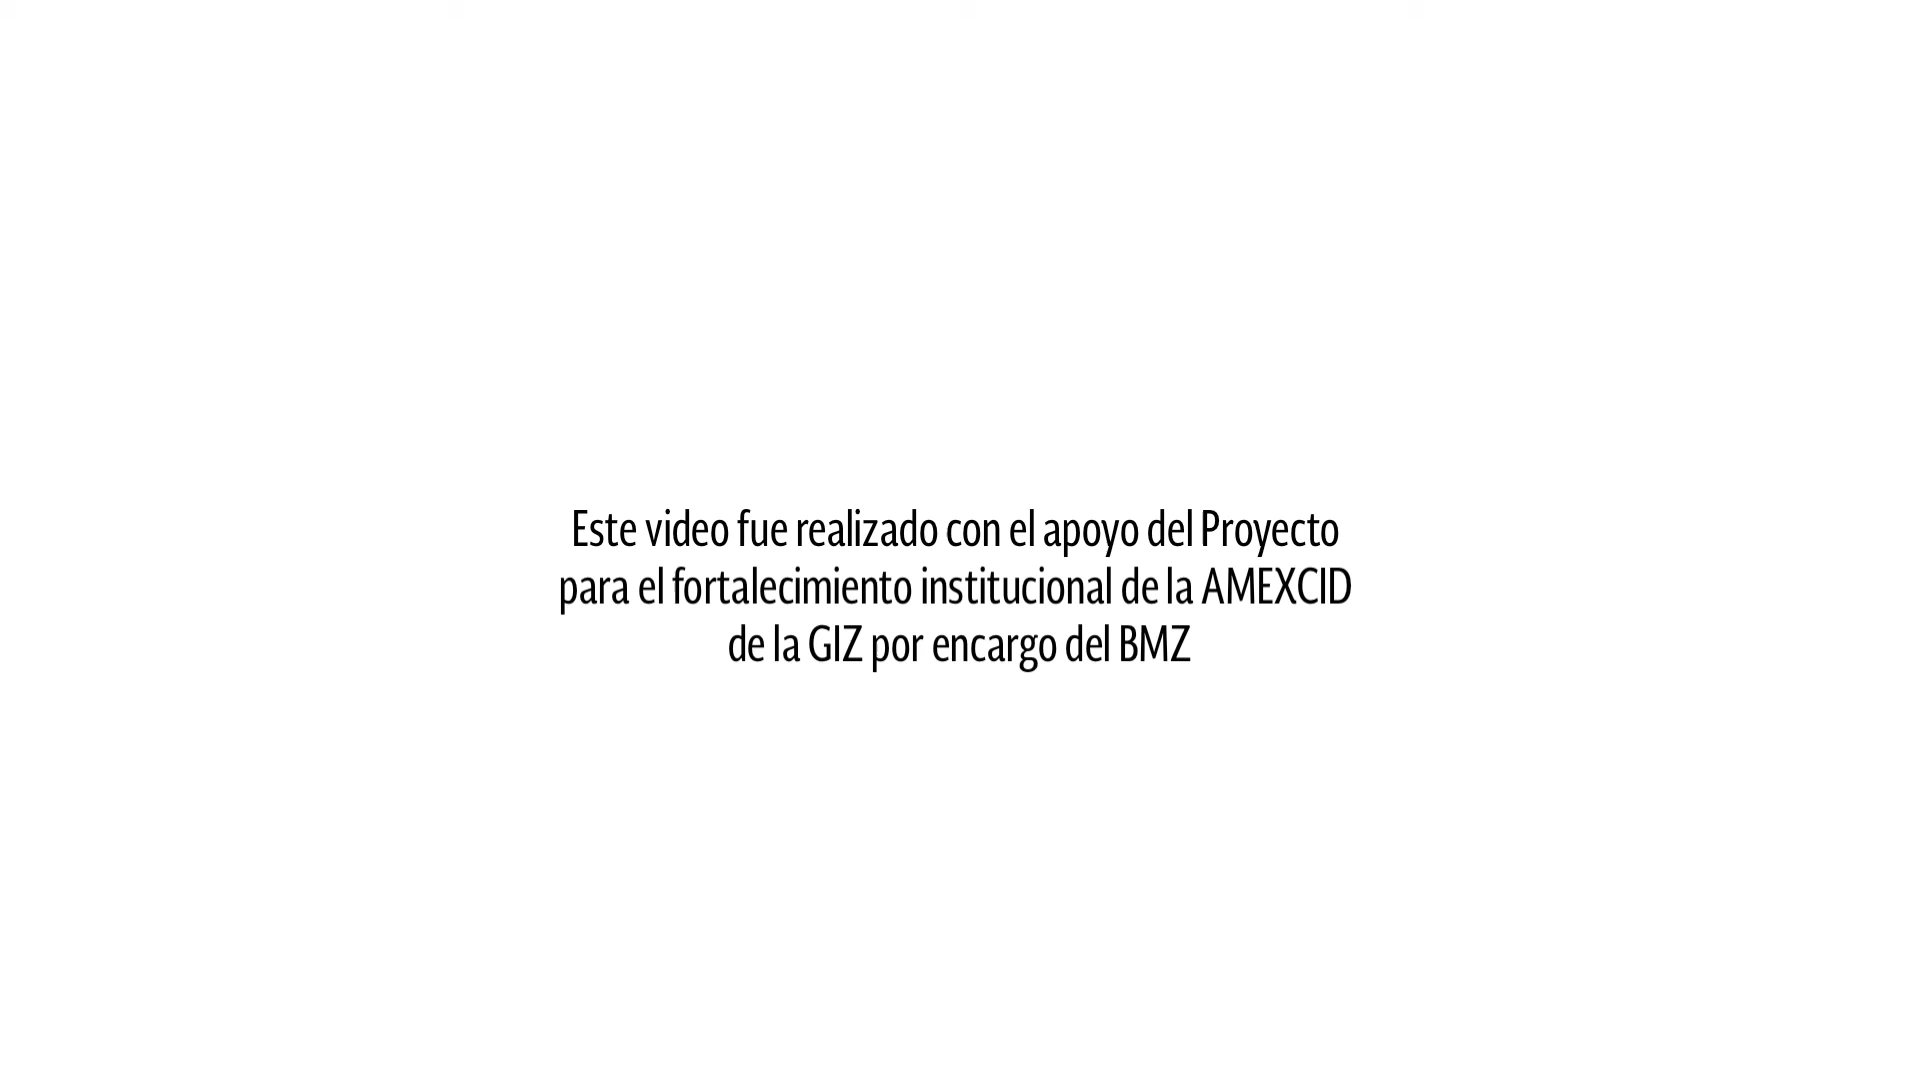 Este video fue realizado con el apoyo del Proyecto
para el fortalecimiento institucional de la AMEXCID
de la GIZ por encargo del BMZ